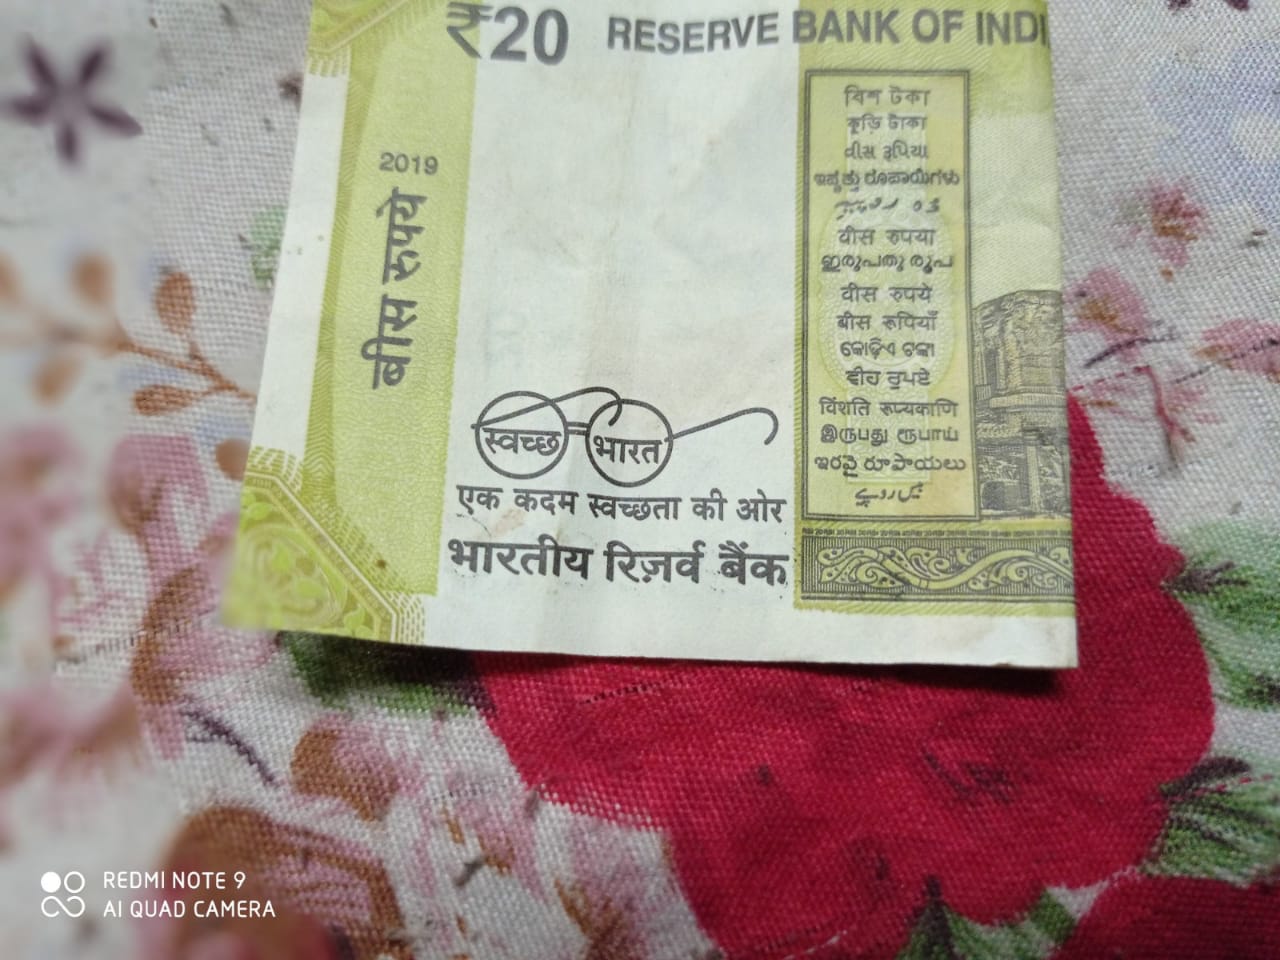 ₹20 RESERVE BANK OF INDI
2019
बीस रुपये
বিশ টকা
কুড়ি টাকা
વીસ રૂપિયા
ಇಪ್ಪತ್ತು ರೂಪಾಯಿಗಳು
वीस रुपया
ഇരുപതു രൂപ
वीस रुपये
बीस रूपियाँ
କୋଡ଼ିଏ ଟଙ୍କା
ਵੀਹ ਰੁਪਏ
विंशति रूप्यकाणि
இருபது ரூபாய்
ఇరవై రూపాయలు
بیس روپے
स्वच्छ भारत
एक कदम स्वच्छता की ओर
भारतीय रिज़र्व बैंक
REDMI NOTE 9
AI QUAD CAMERA